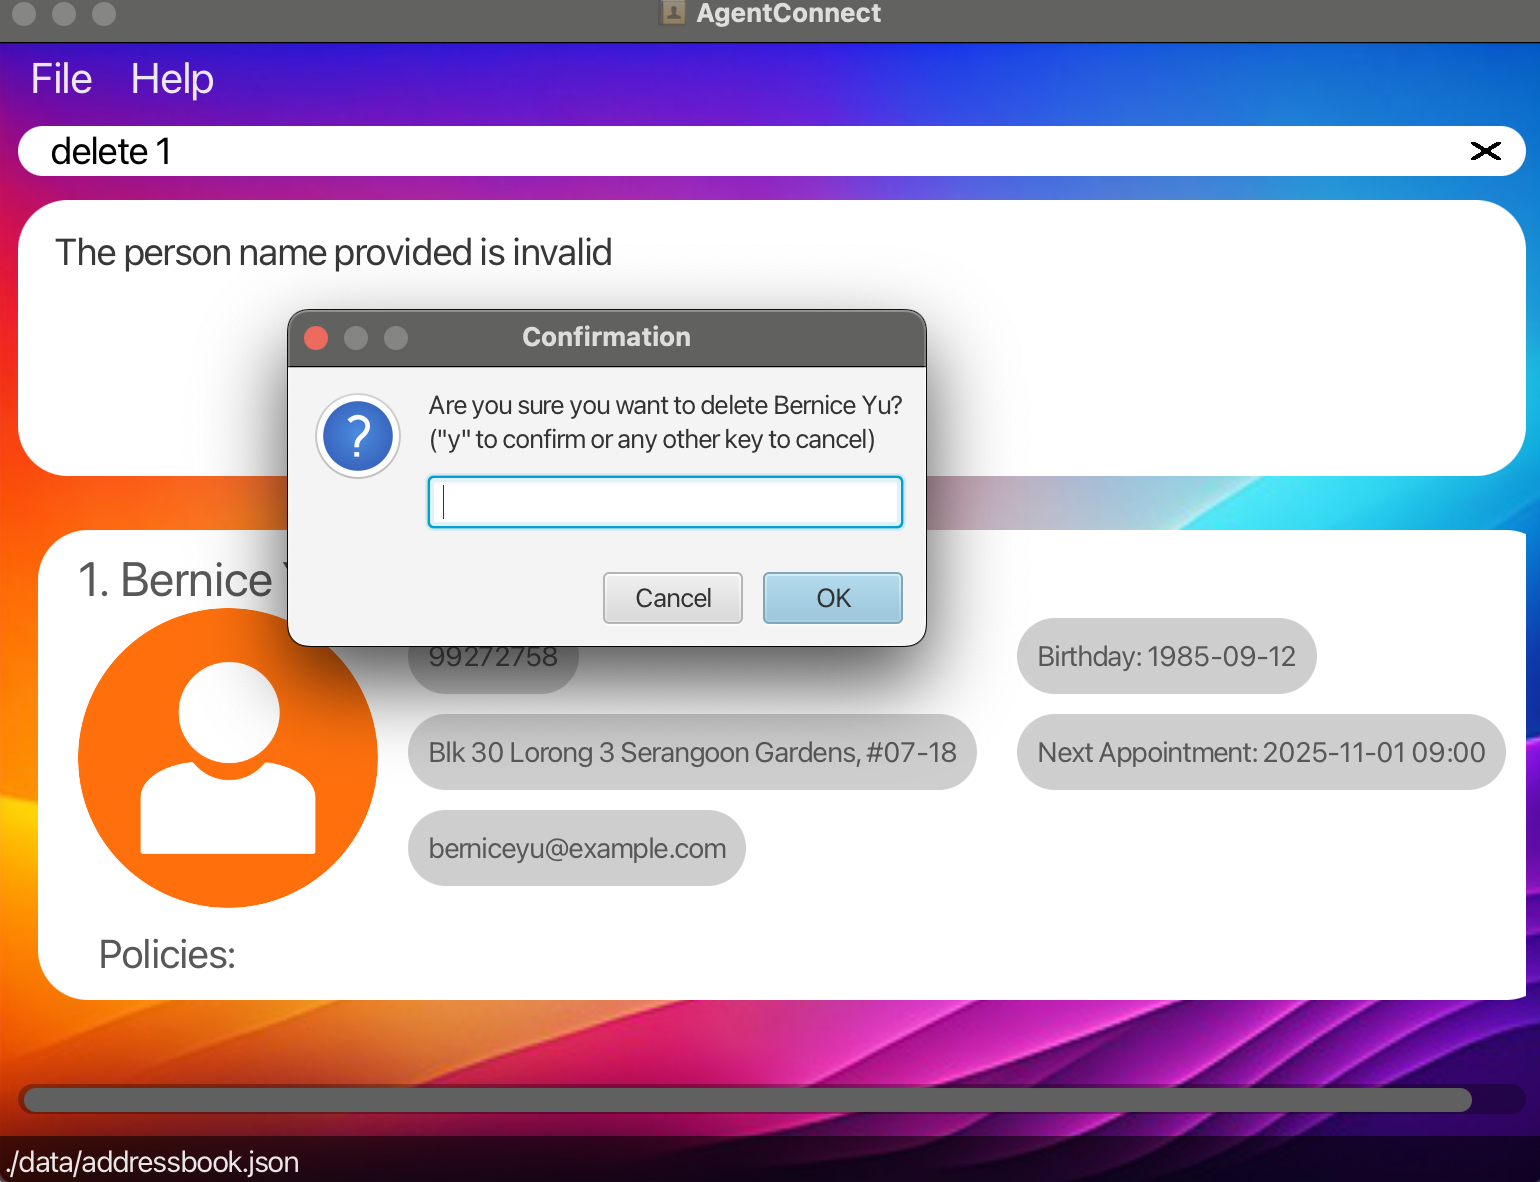 AgentConnect
File Help
delete 1
The person name provided is invalid
Confirmation
Are you sure you want to delete Bernice Yu?
("y" to confirm or any other key to cancel)
Cancel OK
1. Bernice
99272758
Birthday: 1985-09-12
Blk 30 Lorong 3 Serangoon Gardens, #07-18
Next Appointment: 2025-11-01 09:00
berniceyu@example.com
Policies:
./data/addressbook.json